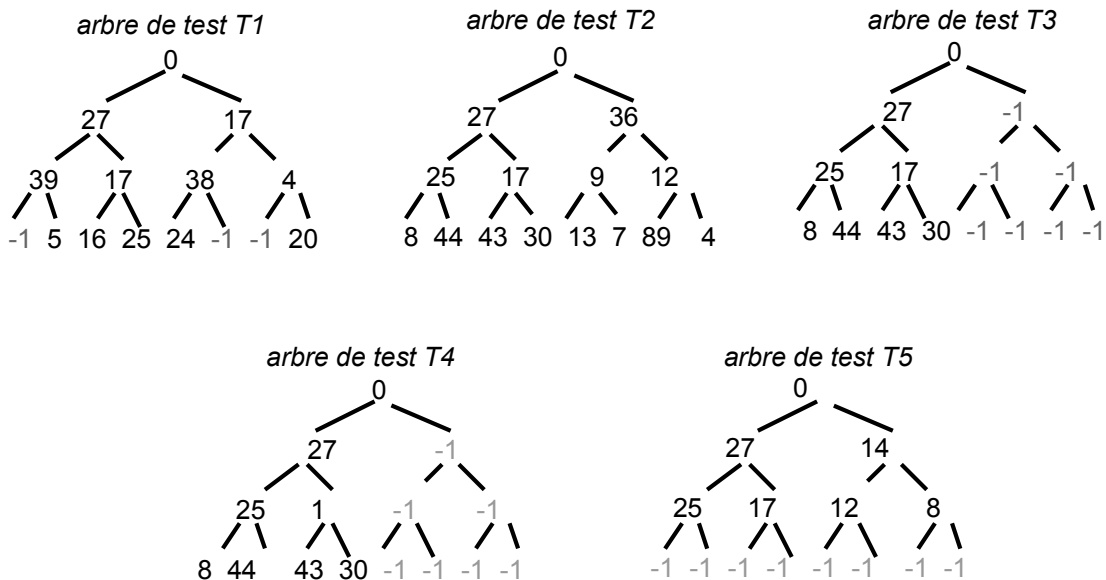 arbre de test T1
arbre de test T2
arbre de test T3
0
0
0
27 17
27 36
27 -1
39 17 38 4
25 17 9 12
25 17 -1 -1
-1 5 16 25 24 -1 -1 20
8 44 43 30 13 7 89 4
8 44 43 30 -1 -1 -1 -1
arbre de test T4
arbre de test T5
0
0
27 -1
27 14
25 1 -1 -1
25 17 12 8
8 44 43 30 -1 -1 -1 -1
-1 -1 -1 -1 -1 -1 -1 -1